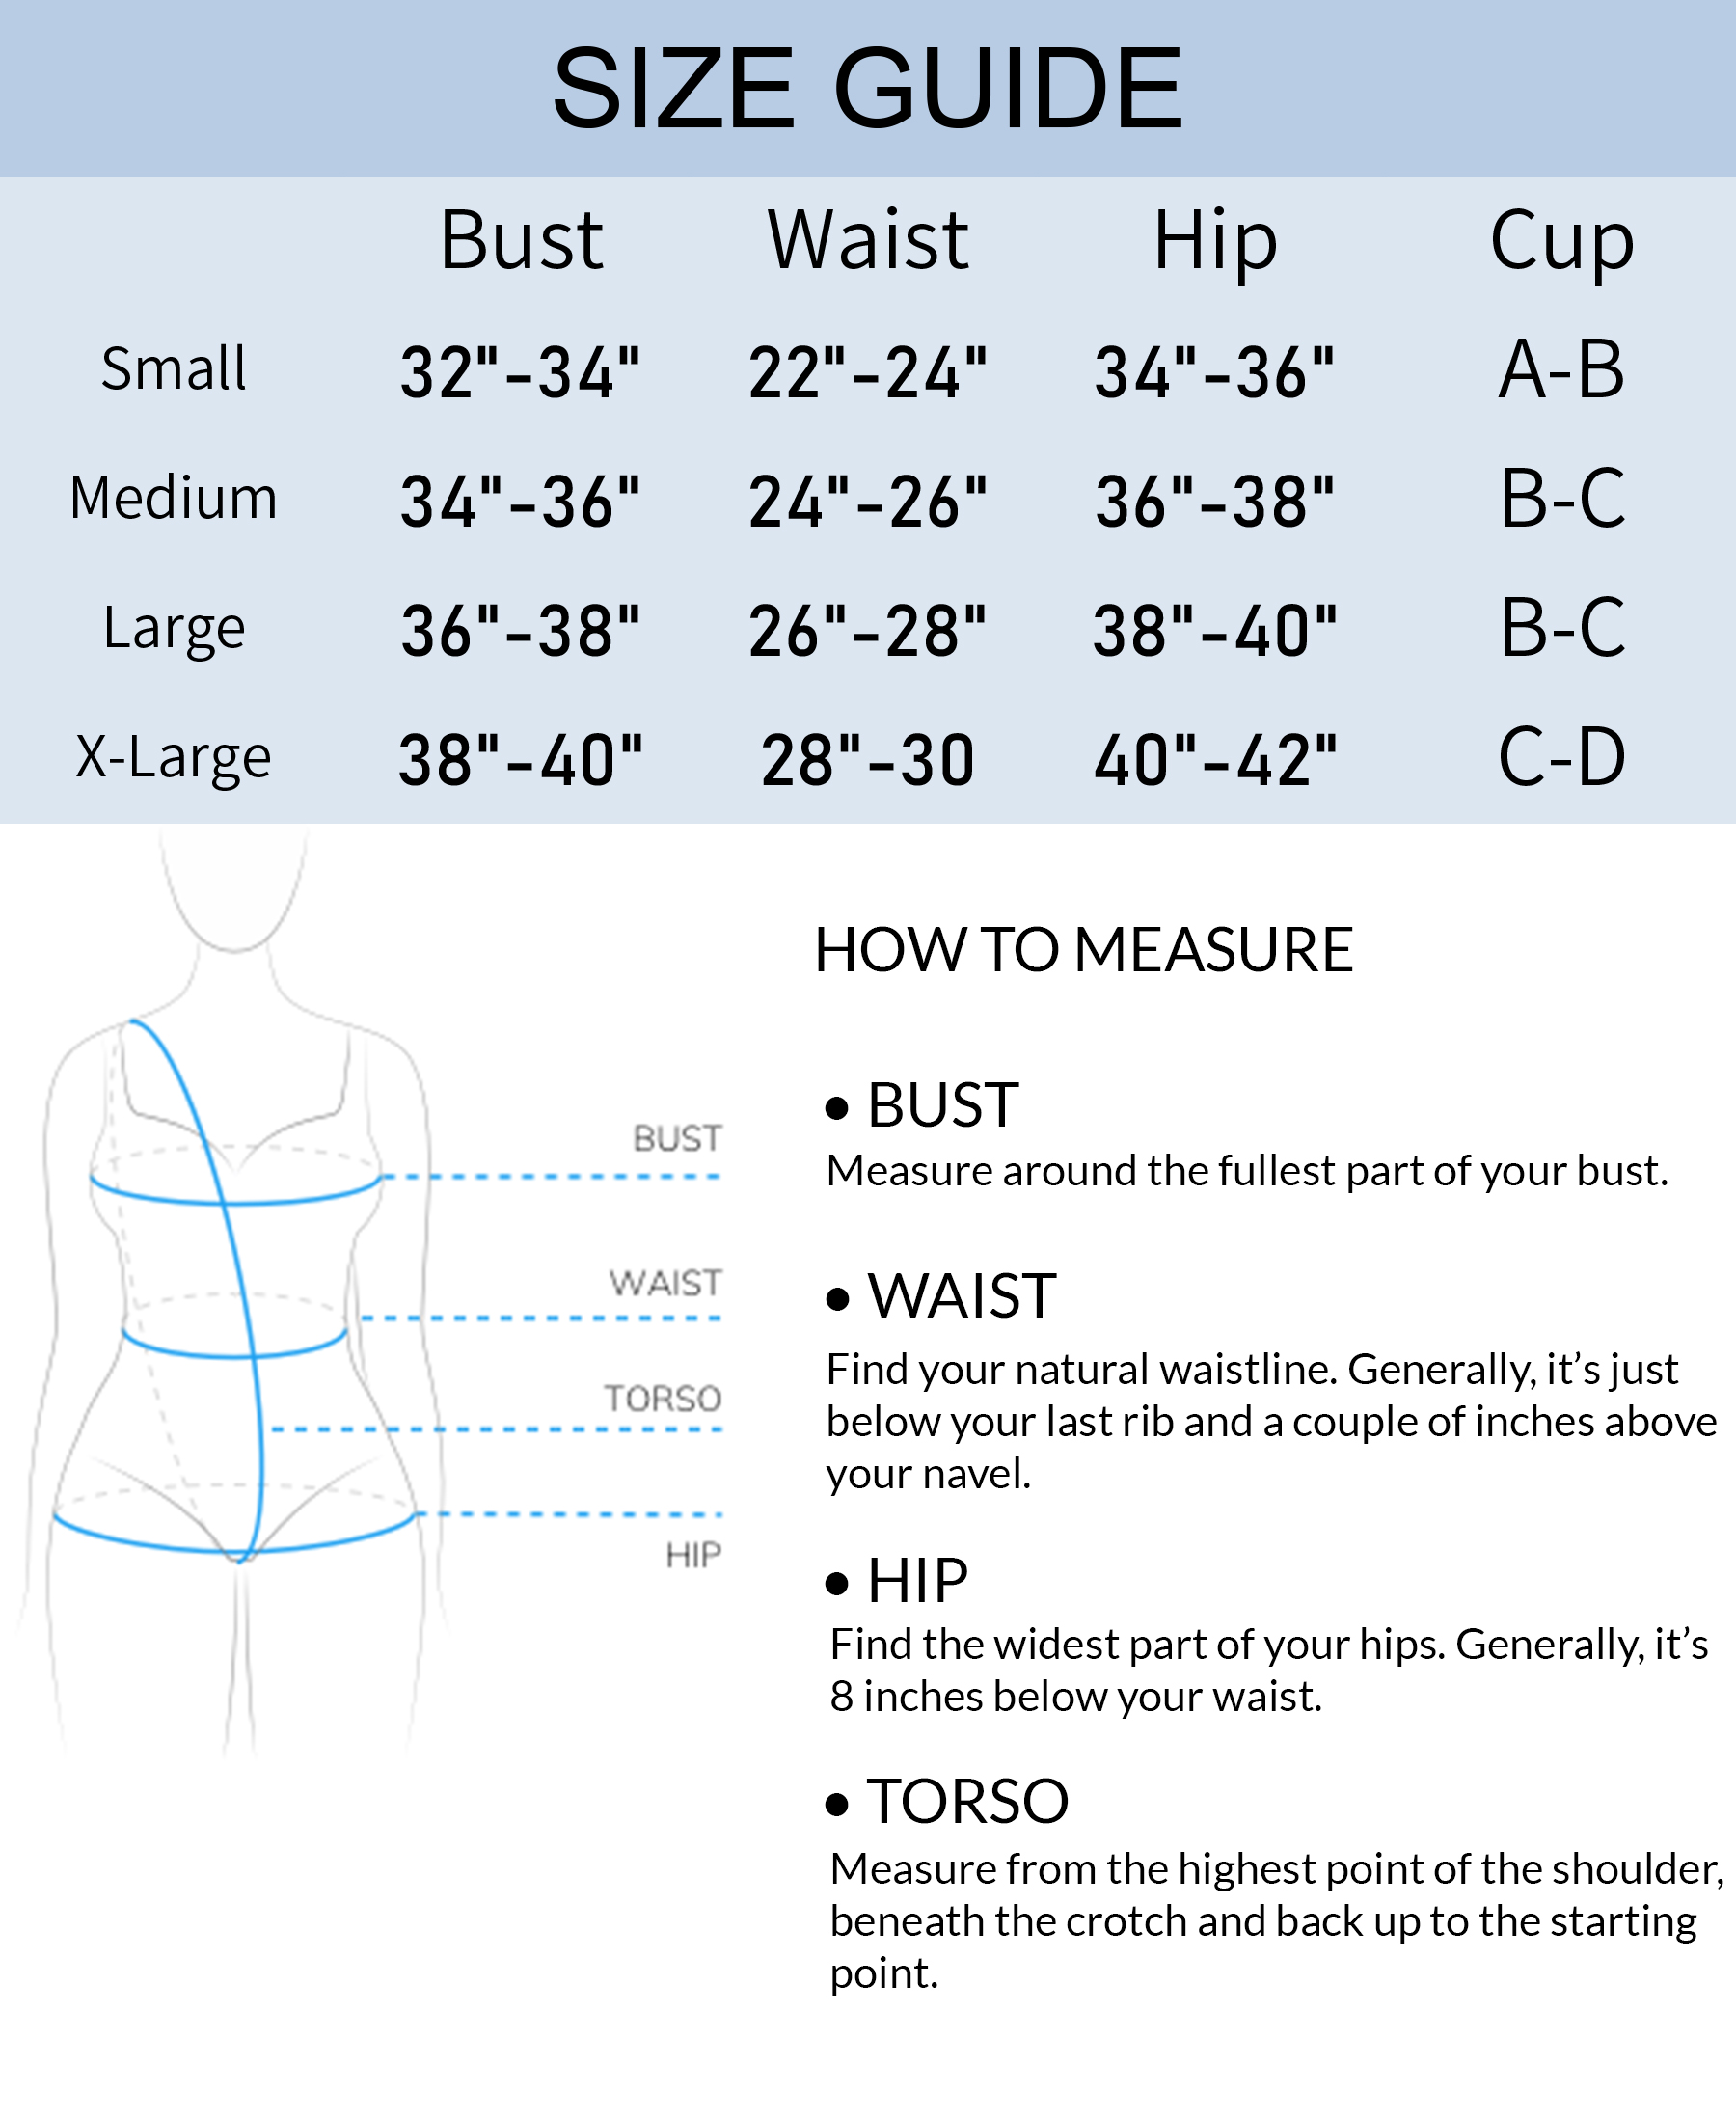 SIZE GUIDE
Bust Waist Hip Cup
Small 32"-34" 22"-24" 34"-36" A-B
Medium 34"-36" 24"-26" 36"-38" B-C
Large 36"-38" 26"-28" 38"-40" B-C
X-Large 38"-40" 28"-30 40"-42" C-D
BUST
WAIST
TORSO
HIP
HOW TO MEASURE
• BUST
Measure around the fullest part of your bust.
• WAIST
Find your natural waistline. Generally, it’s just
below your last rib and a couple of inches above
your navel.
• HIP
Find the widest part of your hips. Generally, it’s
8 inches below your waist.
• TORSO
Measure from the highest point of the shoulder,
beneath the crotch and back up to the starting
point.